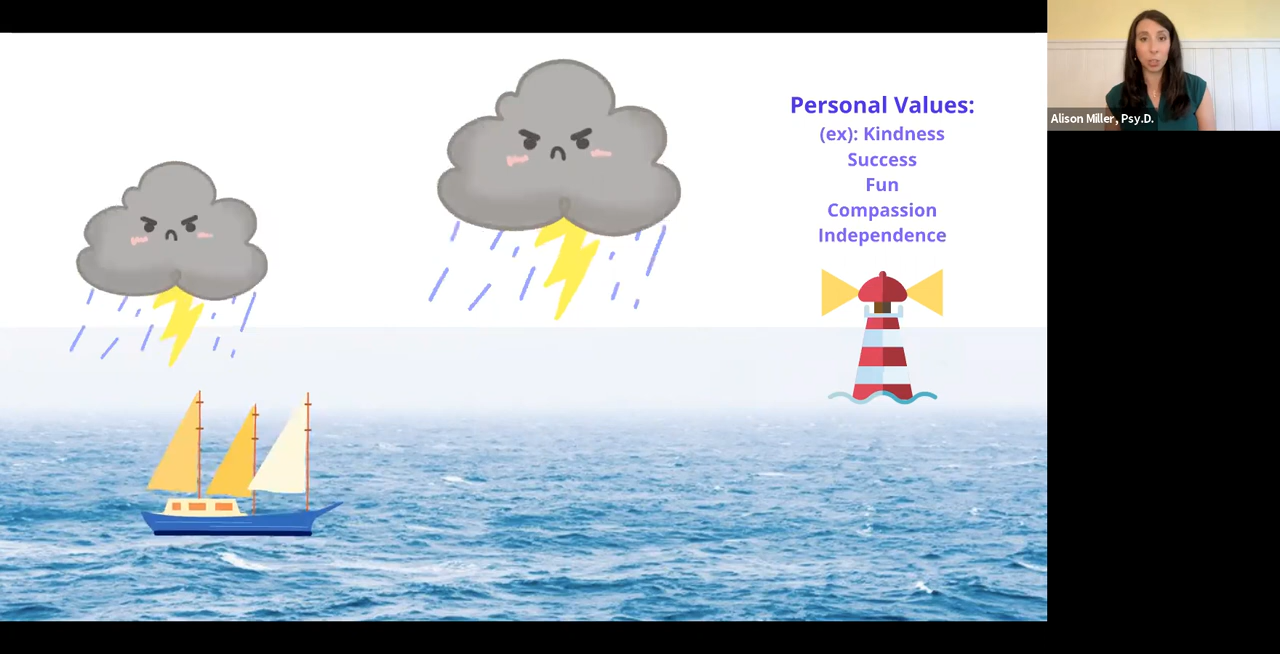 Personal Values:
(ex): Kindness
Success
Fun
Compassion
Independence
Alison Miller, Psy.D.